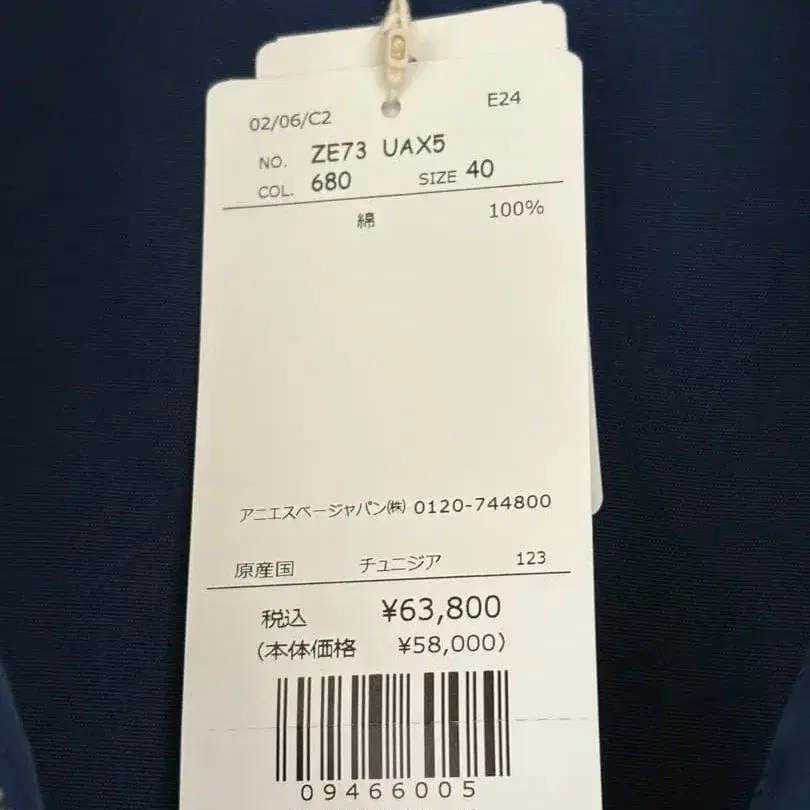 02/06/C2 E24
NO. ZE73 UAX5
COL. 680 SIZE 40
綿 100%
アニエスベージャパン㈱ 0120-744800
原産国 チュニジア 123
税込 ¥63,800
(本体価格 ¥58,000)
09466005